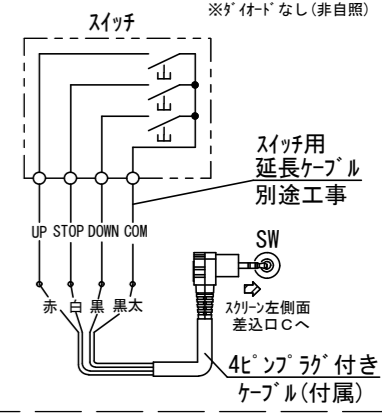 ※ﾀﾞｲｵｰﾄﾞなし(非自照)
スイッチ
スイッチ用
延長ケーブル
別途工事
UP STOP DOWN COM
SW
赤 白 黒 黒太
スクリーン左側面
差込口Cへ
4ピンプラグ付き
ケーブル(付属)